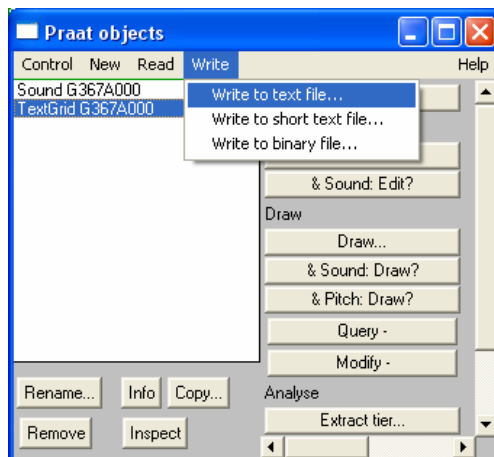 Praat objects
Control New Read Write Help
Sound G367A000
TextGrid G367A000
Write to text file...
Write to short text file...
Write to binary file...
& Sound: Edit?
Draw
Draw...
& Sound: Draw?
& Pitch: Draw?
Query -
Modify -
Rename... Info Copy...
Analyse
Remove Inspect
Extract tier...